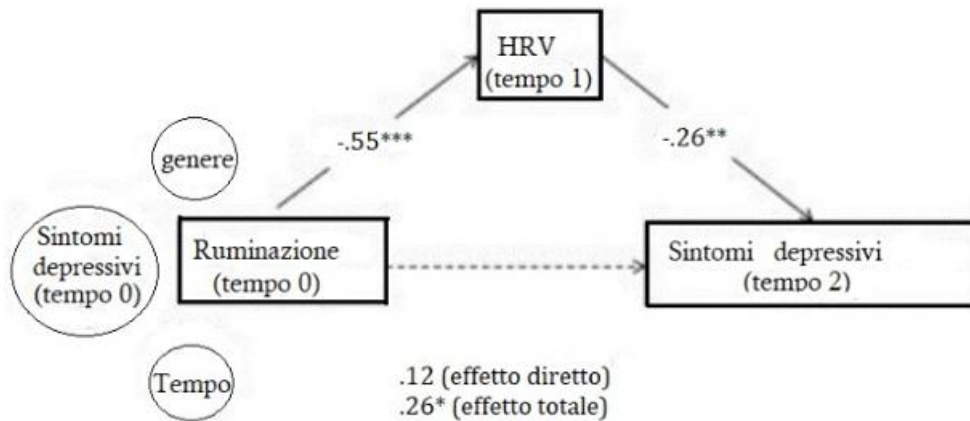 HRV
(tempo 1)
-.55***
-.26**
genere
Sintomi
depressivi
(tempo 0)
Ruminazione
(tempo 0)
Sintomi depressivi
(tempo 2)
Tempo
.12 (effetto diretto)
.26* (effetto totale)